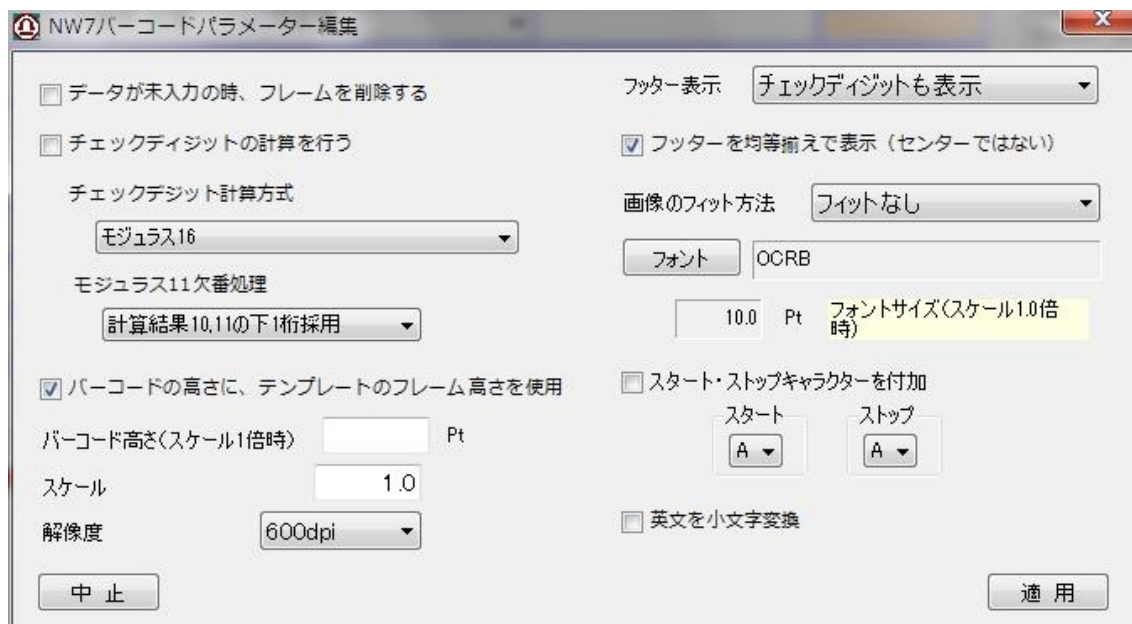 NW7バーコードパラメーター編集
データが未入力の時、フレームを削除する
チェックディジットの計算を行う
チェックデジット計算方式
モジュラス16
モジュラス11欠番処理
計算結果10,11の下1桁採用
バーコードの高さに、テンプレートのフレーム高さを使用
バーコード高さ(スケール1倍時)
Pt
スケール
1.0
解像度
600dpi
中 止
フッター表示
チェックディジットも表示
フッターを均等揃えで表示（センターではない）
画像のフィット方法
フィットなし
フォント
OCRB
10.0 Pt
フォントサイズ(スケール1.0倍
時)
スタート・ストップキャラクターを付加
スタート
ストップ
A
A
英文を小文字変換
適 用